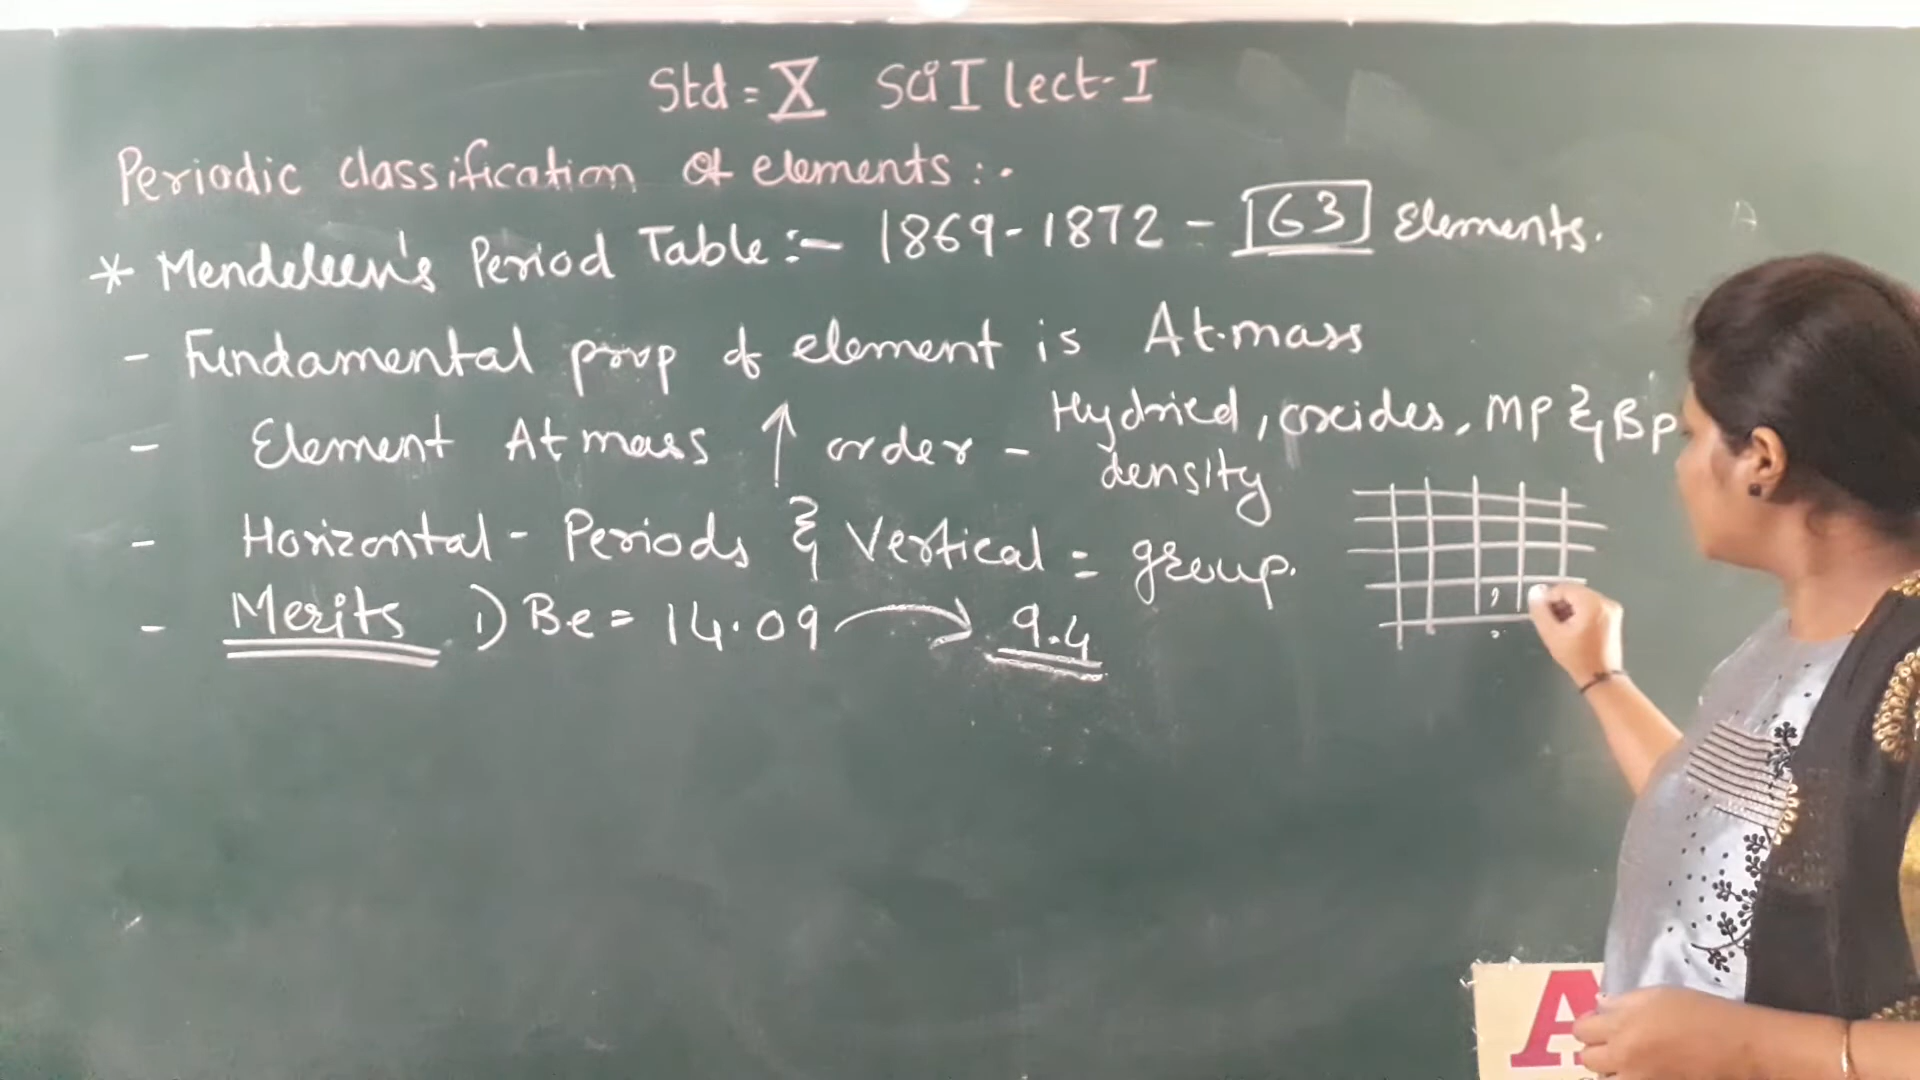 Std = X Sci I lect-I
Periodic classification of elements :-
* Mendeleev's Period Table :- 1869-1872 - 63 Elements.
- Fundamental prop of element is At.mass
- Element At mass ↑ order - Hydried, oxcides, MP & BP
density
- Horizontal - Periods & Vertical = group.
- Merits 1) Be = 14.09 → 9.4
?
A